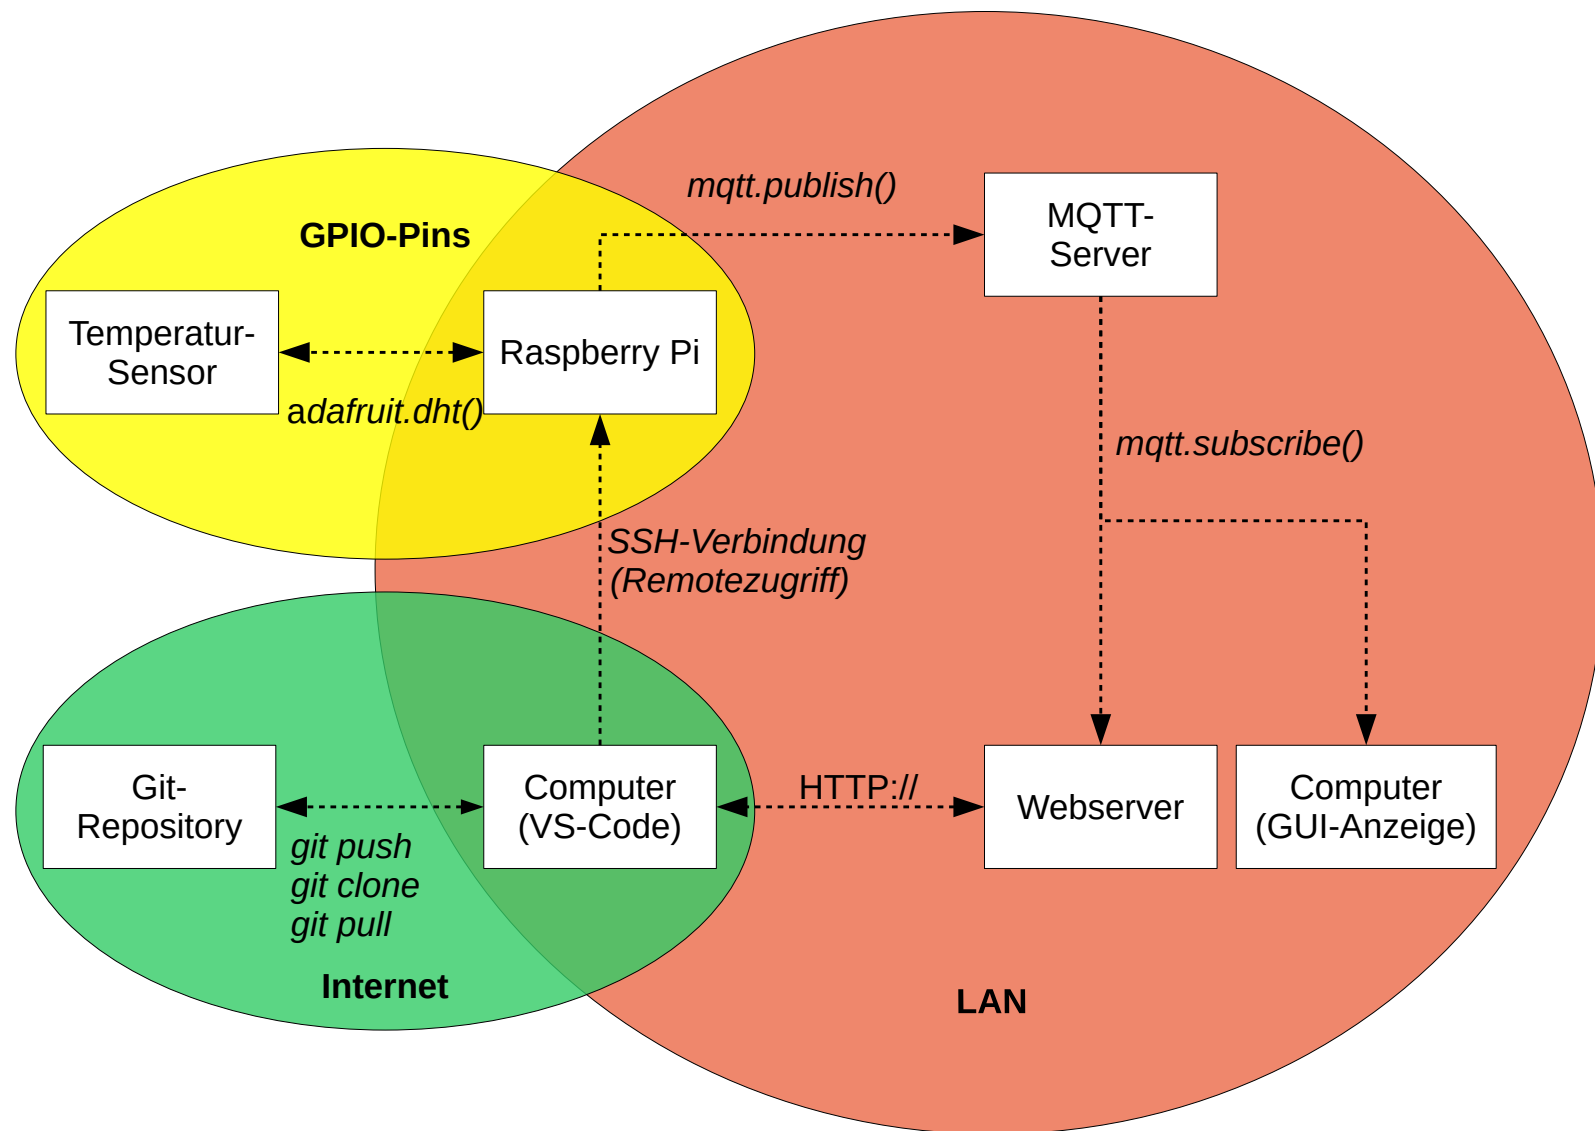 mqtt.publish()
MQTT-
Server
GPIO-Pins
Temperatur-
Sensor
Raspberry Pi
adafruit.dht()
mqtt.subscribe()
SSH-Verbindung
(Remotezugriff)
Git-
Repository
Computer
(VS-Code)
HTTP://
Webserver
Computer
(GUI-Anzeige)
git push
git clone
git pull
Internet
LAN